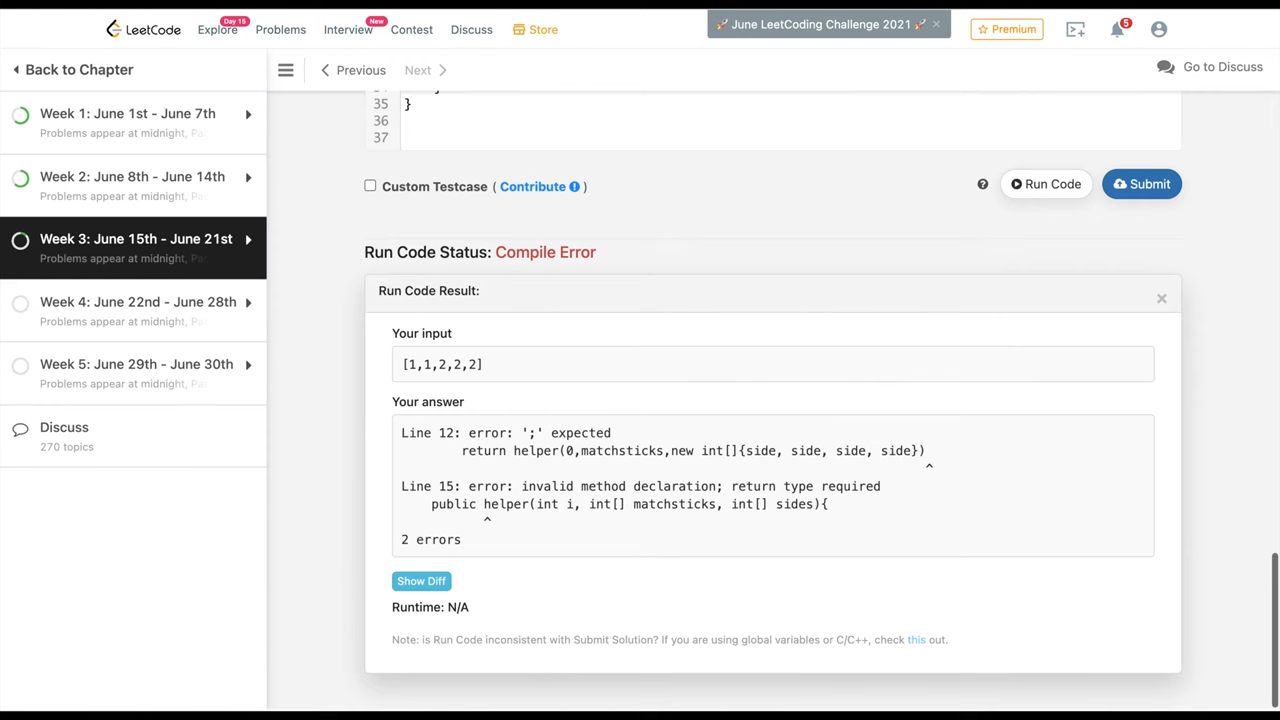 LeetCode
Day 15
Explore
Problems
New
Interview
Contest
Discuss
Store
🚀 June LeetCoding Challenge 2021 🚀 ×
Premium
5
Back to Chapter
Previous
Next
Go to Discuss
Week 1: June 1st - June 7th
Problems appear at midnight,
Week 2: June 8th - June 14th
Problems appear at midnight,
Week 3: June 15th - June 21st
Problems appear at midnight,
Week 4: June 22nd - June 28th
Problems appear at midnight,
Week 5: June 29th - June 30th
Problems appear at midnight,
Discuss
270 topics
35 }
36
37
Custom Testcase ( Contribute )
Run Code
Submit
Run Code Status: Compile Error
Run Code Result:
×
Your input
[1,1,2,2,2]
Your answer
Line 12: error: ';' expected
return helper(0,matchsticks,new int[]{side, side, side, side})
^
Line 15: error: invalid method declaration; return type required
public helper(int i, int[] matchsticks, int[] sides){
^
2 errors
Show Diff
Runtime: N/A
Note: is Run Code inconsistent with Submit Solution? If you are using global variables or C/C++, check this out.